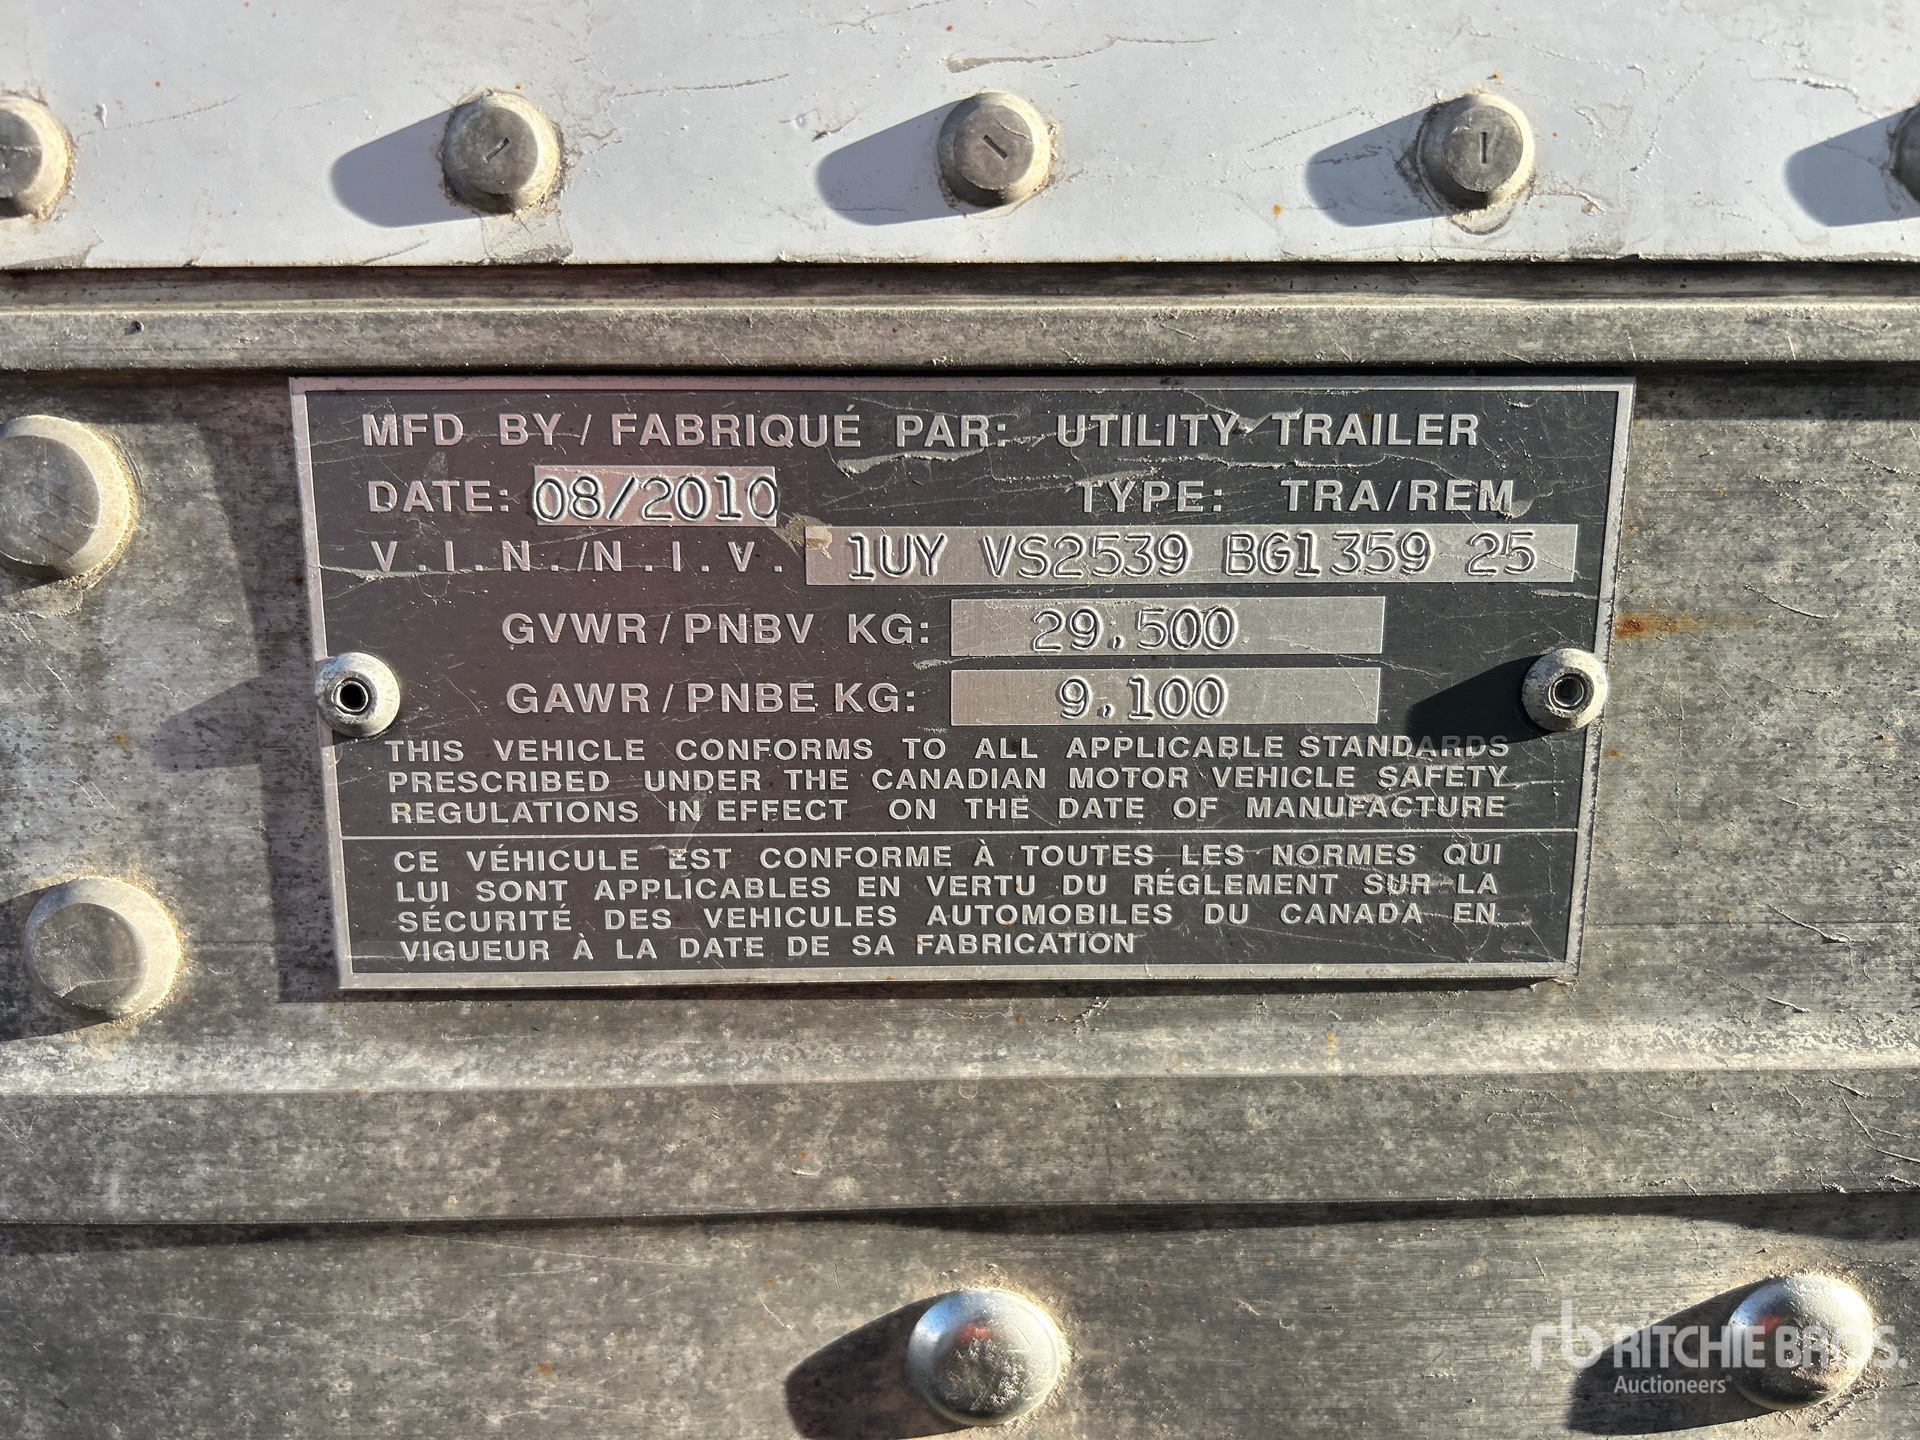 MFD BY / FABRIQUÉ PAR: UTILITY TRAILER
DATE: 08/2010 TYPE: TRA/REM
V.I.N./N.I.V. 1UY VS2539 BG1359 25
GVWR / PNBV KG: 29,500
GAWR / PNBE KG: 9,100
THIS VEHICLE CONFORMS TO ALL APPLICABLE STANDARDS
PRESCRIBED UNDER THE CANADIAN MOTOR VEHICLE SAFETY
REGULATIONS IN EFFECT ON THE DATE OF MANUFACTURE
CE VÉHICULE EST CONFORME À TOUTES LES NORMES QUI
LUI SONT APPLICABLES EN VERTU DU RÉGLEMENT SUR LA
SÉCURITÉ DES VEHICULES AUTOMOBILES DU CANADA EN
VIGUEUR À LA DATE DE SA FABRICATION
rb RITCHIE BROS.
Auctioneers